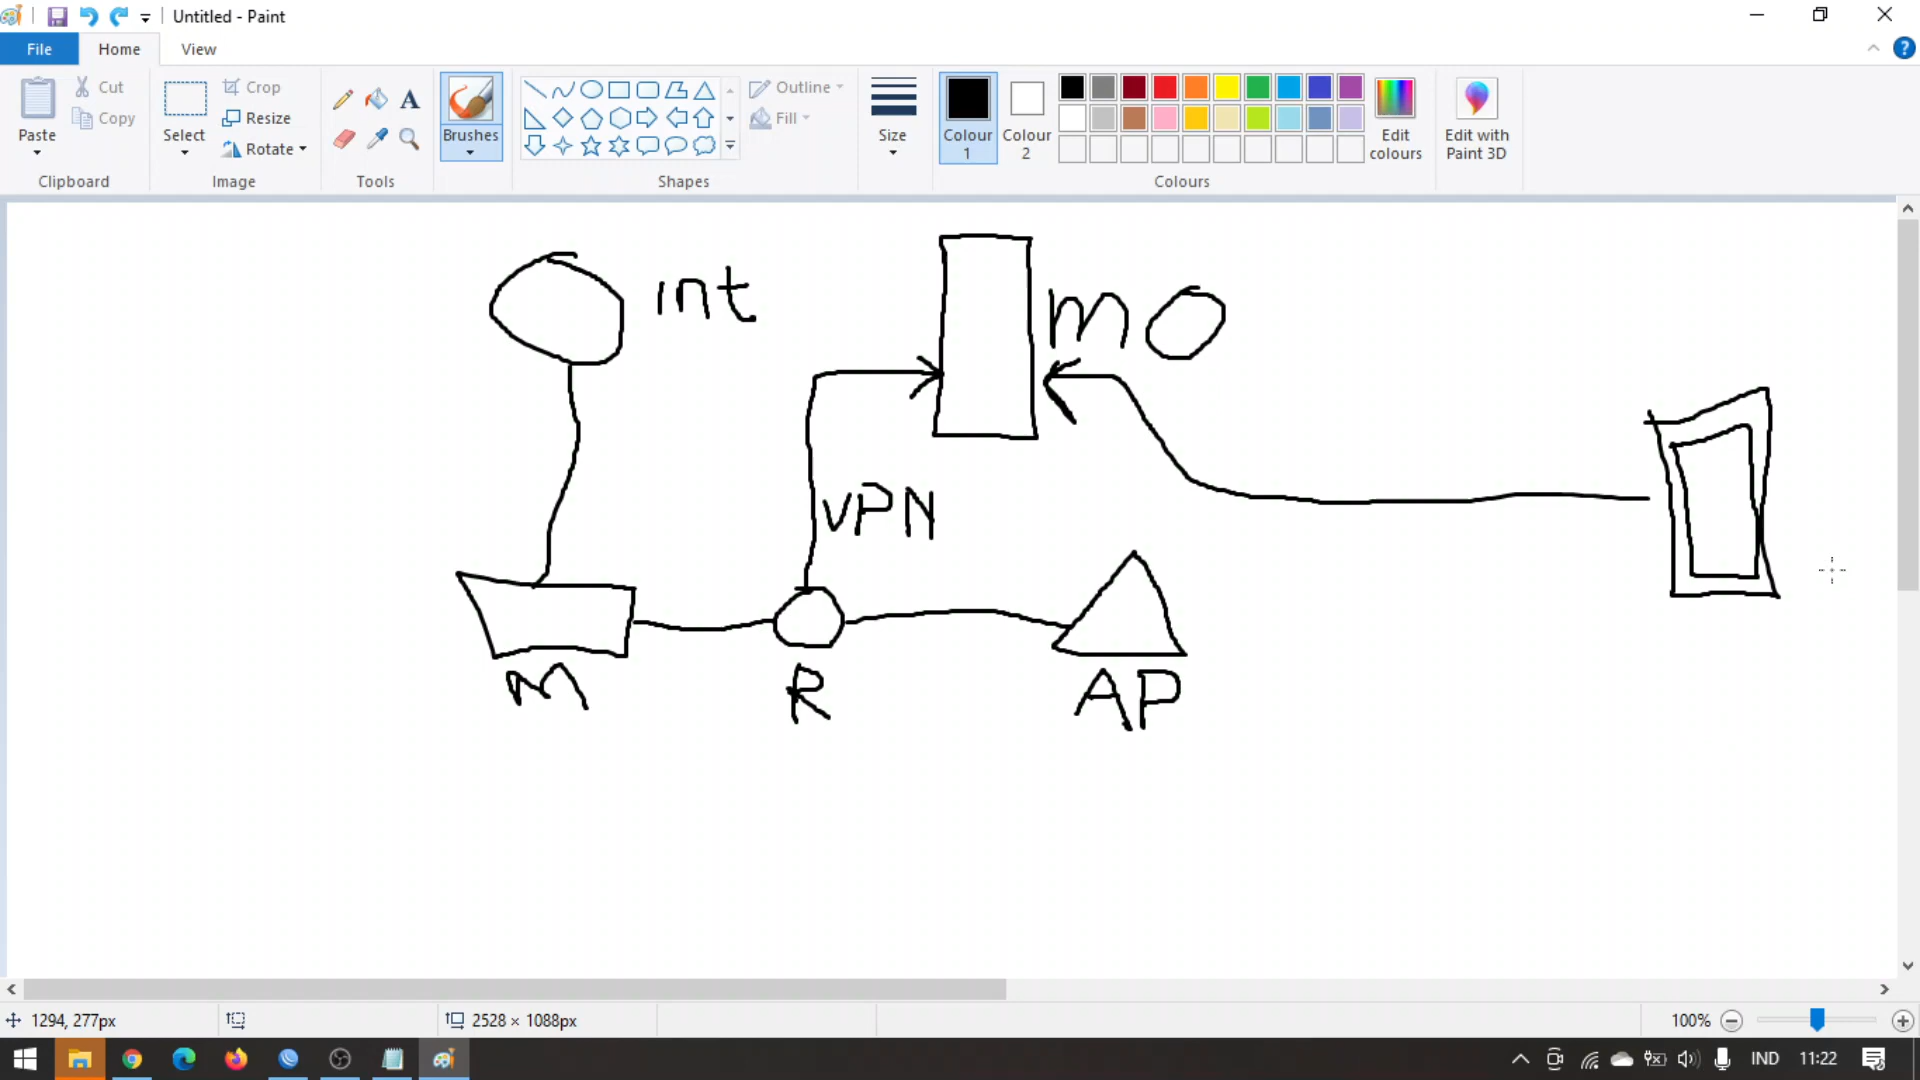 Untitled - Paint
File Home View
Paste
Cut
Copy
Clipboard
Select
Crop
Resize
Rotate
Image
A
Tools
Brushes
Outline
Fill
Shapes
Size
Colour 1
Colour 2
Edit colours
Colours
Edit with Paint 3D
int
mo
VPN
M
R
AP
1294, 277px
2528 × 1088px
100%
IND
11:22